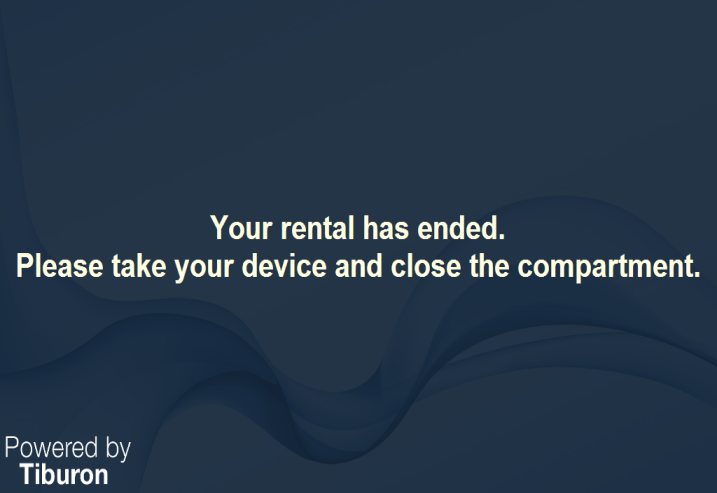 Your rental has ended.
Please take your device and close the compartment.
Powered by
Tiburon